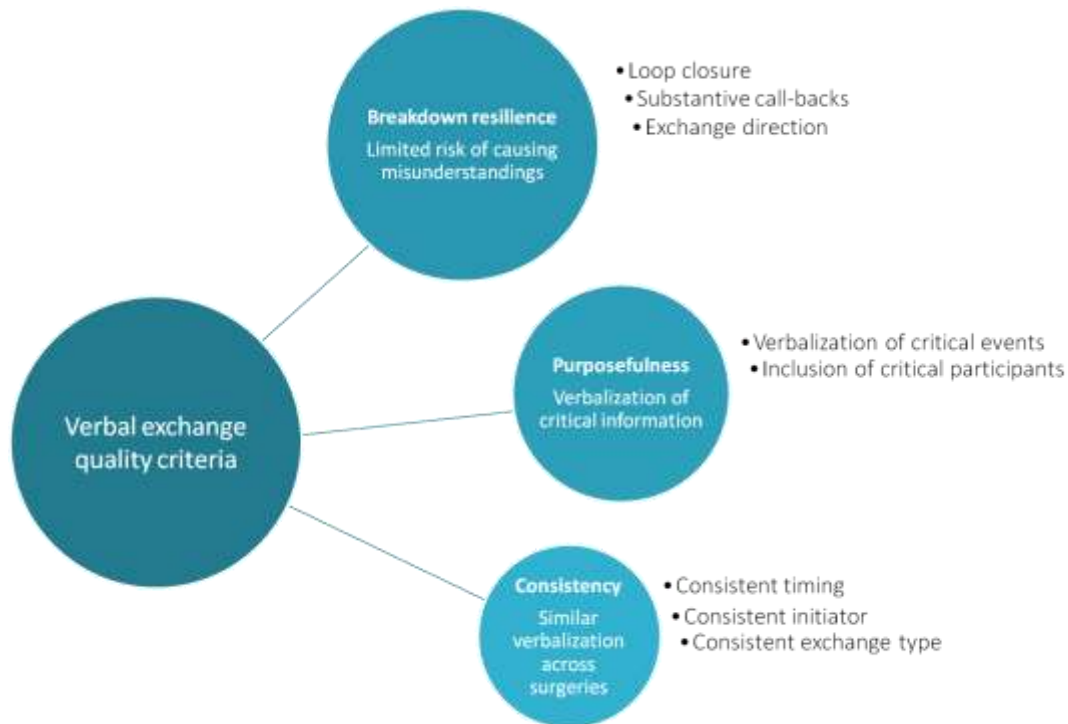 Breakdown resilience
Limited risk of causing
misunderstandings
• Loop closure
• Substantive call-backs
• Exchange direction
Verbal exchange
quality criteria
Purposefulness
Verbalization of
critical information
• Verbalization of critical events
• Inclusion of critical participants
Consistency
Similar
verbalization
across
surgeries
• Consistent timing
• Consistent initiator
• Consistent exchange type